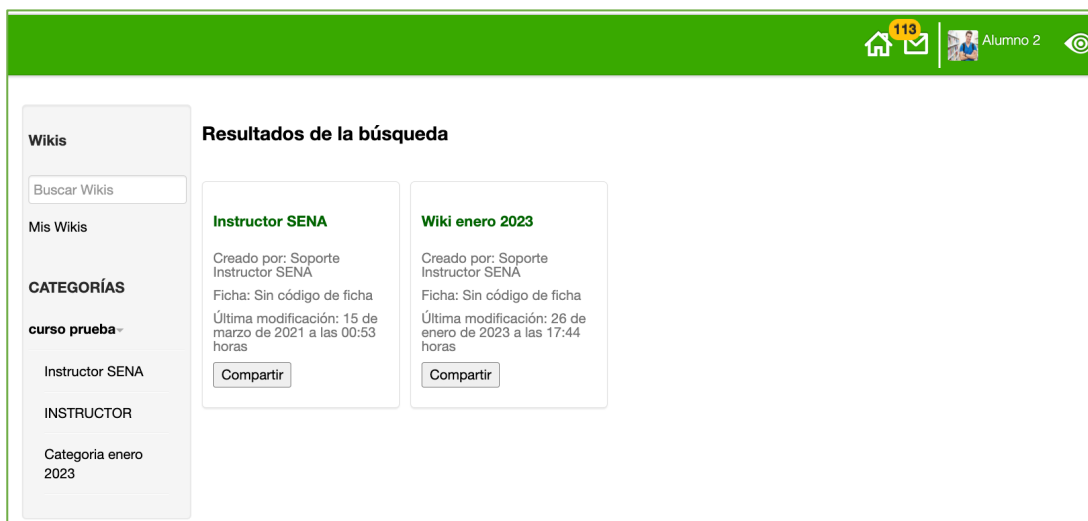 113
Alumno 2
Wikis
Buscar Wikis
Mis Wikis
CATEGORÍAS
curso prueba
Instructor SENA
INSTRUCTOR
Categoria enero
2023
Resultados de la búsqueda
Instructor SENA
Creado por: Soporte
Instructor SENA
Ficha: Sin código de ficha
Última modificación: 15 de
marzo de 2021 a las 00:53
horas
Compartir
Wiki enero 2023
Creado por: Soporte
Instructor SENA
Ficha: Sin código de ficha
Última modificación: 26 de
enero de 2023 a las 17:44
horas
Compartir